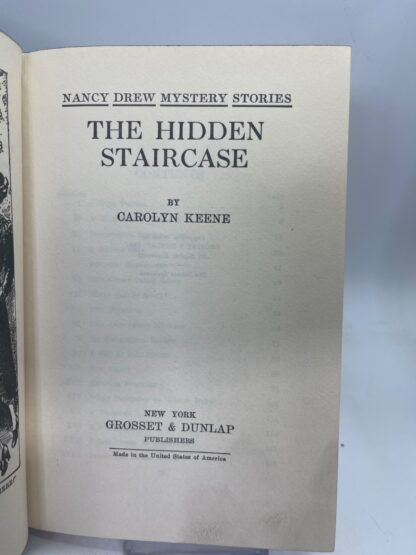 NANCY DREW MYSTERY STORIES
THE HIDDEN
STAIRCASE
BY
CAROLYN KEENE
NEW YORK
GROSSET & DUNLAP
PUBLISHERS
Made in the United States of America